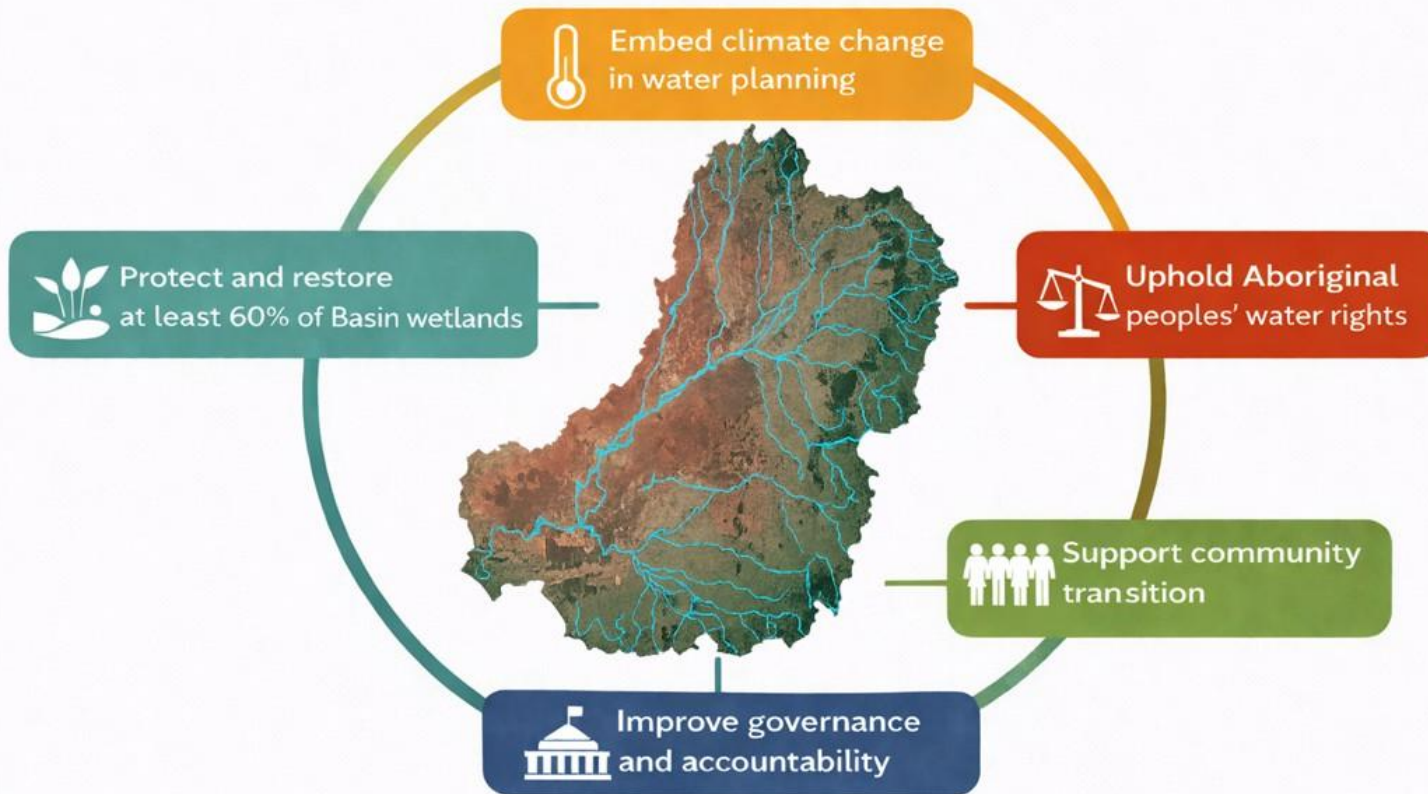 Embed climate change
in water planning
Protect and restore
at least 60% of Basin wetlands
Uphold Aboriginal
peoples' water rights
Support community
transition
Improve governance
and accountability